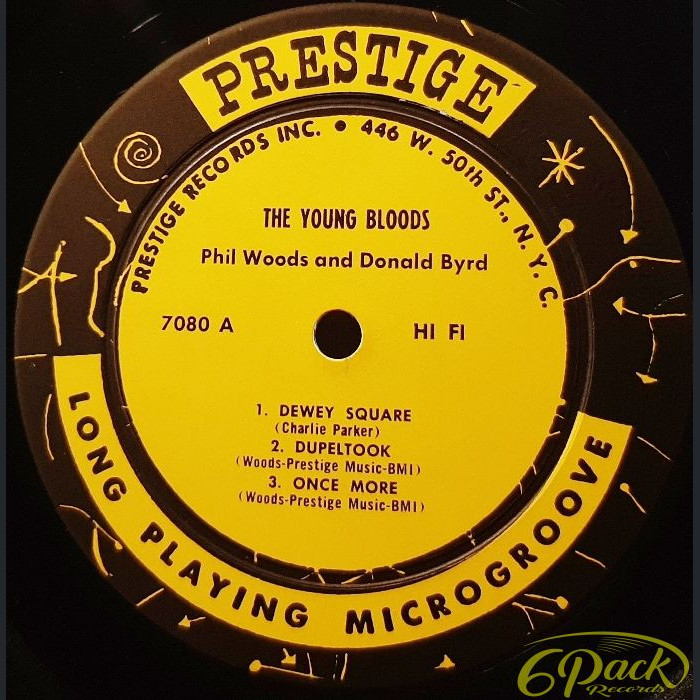 PRESTIGE
PRESTIGE RECORDS INC. • 446 W. 50th ST., N. Y. C.
THE YOUNG BLOODS
Phil Woods and Donald Byrd
7080 A HI FI
1. DEWEY SQUARE
(Charlie Parker)
2. DUPELTOOK
(Woods-Prestige Music-BMI)
3. ONCE MORE
(Woods-Prestige Music-BMI)
LONG PLAYING MICROGROOVE
6Pack
Records